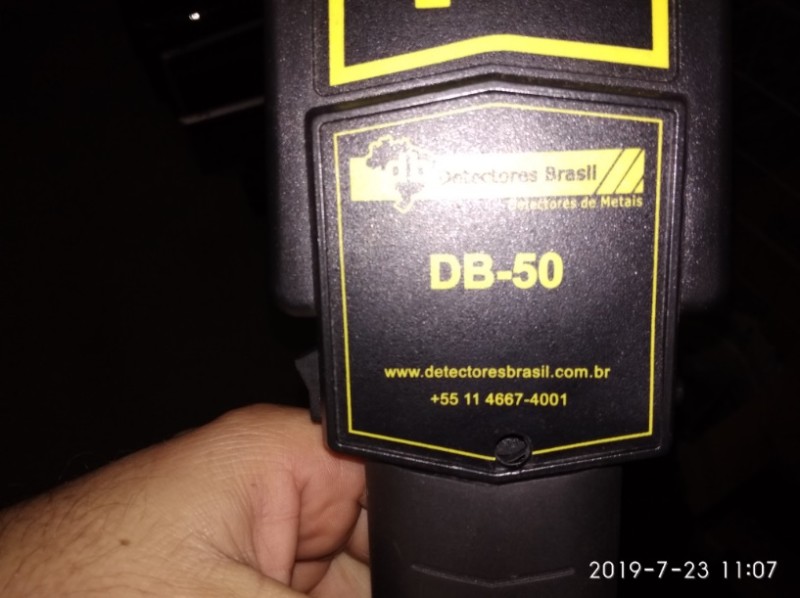 db Detectores Brasil
Detectores de Metais
DB-50
www.detectoresbrasil.com.br
+55 11 4667-4001
2019-7-23 11:07